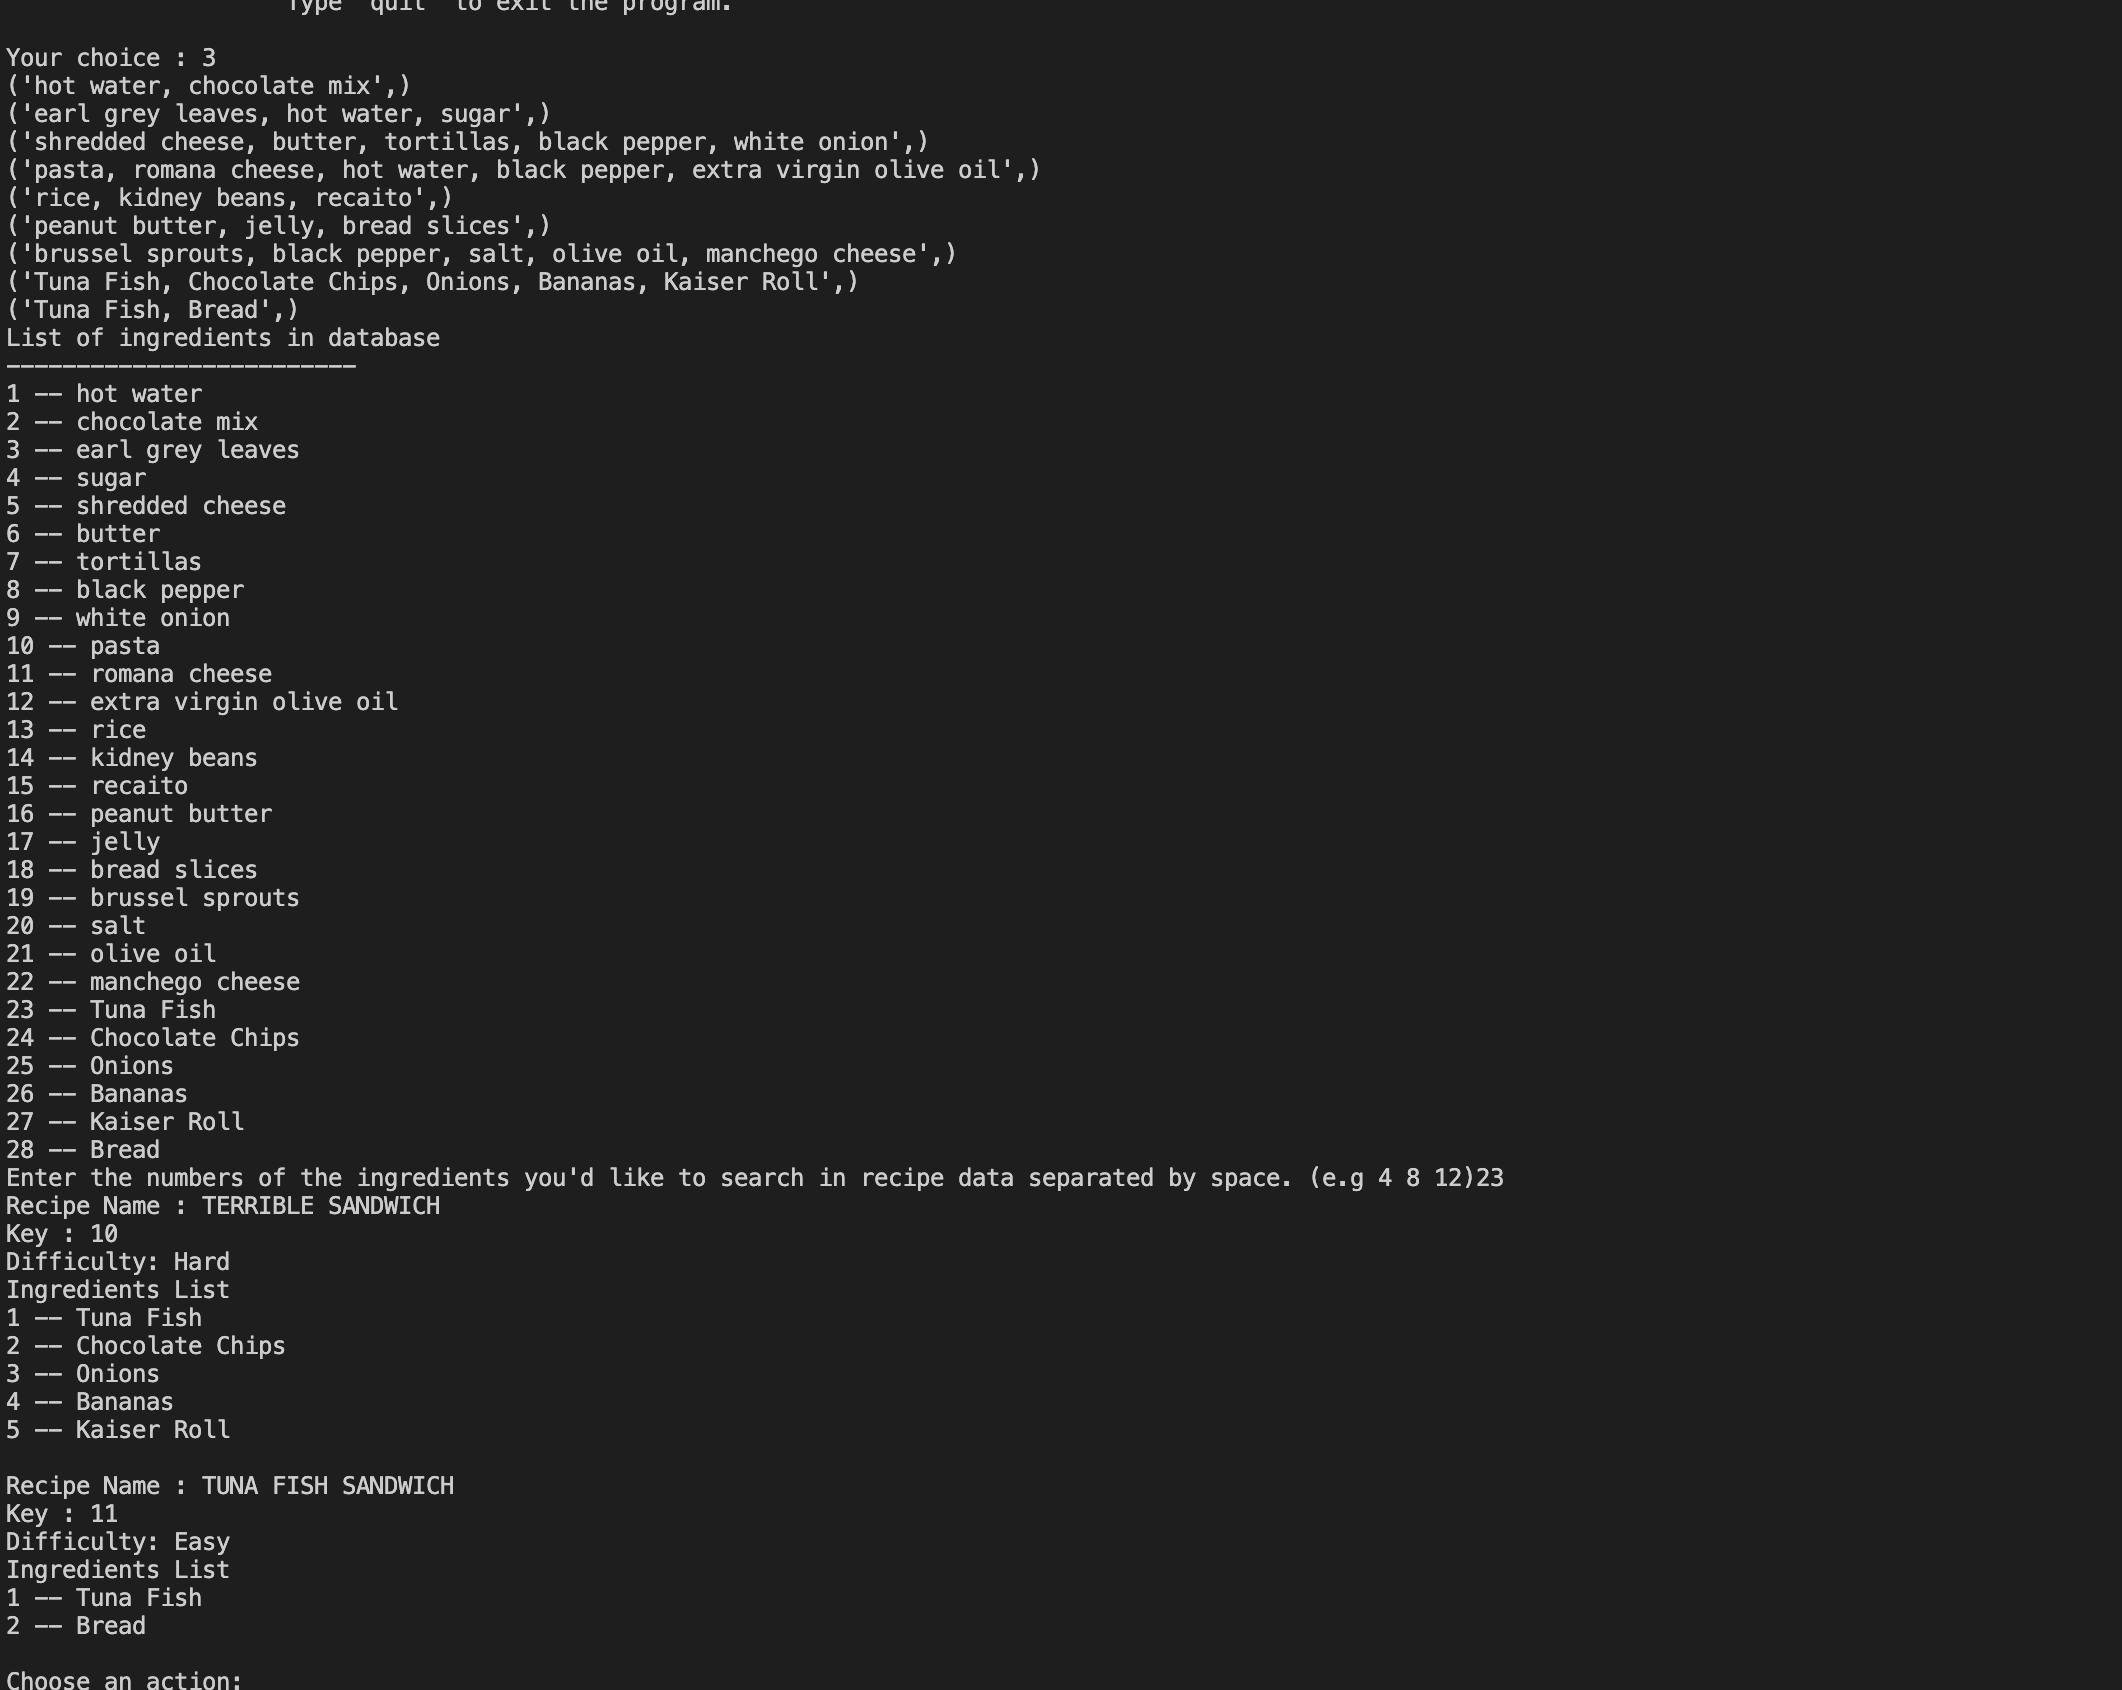 Type 'quit' to exit the program.
Your choice : 3
('hot water, chocolate mix',)
('earl grey leaves, hot water, sugar',)
('shredded cheese, butter, tortillas, black pepper, white onion',)
('pasta, romana cheese, hot water, black pepper, extra virgin olive oil',)
('rice, kidney beans, recaito',)
('peanut butter, jelly, bread slices',)
('brussel sprouts, black pepper, salt, olive oil, manchego cheese',)
('Tuna Fish, Chocolate Chips, Onions, Bananas, Kaiser Roll',)
('Tuna Fish, Bread',)
List of ingredients in database
-------------------------
1 -- hot water
2 -- chocolate mix
3 -- earl grey leaves
4 -- sugar
5 -- shredded cheese
6 -- butter
7 -- tortillas
8 -- black pepper
9 -- white onion
10 -- pasta
11 -- romana cheese
12 -- extra virgin olive oil
13 -- rice
14 -- kidney beans
15 -- recaito
16 -- peanut butter
17 -- jelly
18 -- bread slices
19 -- brussel sprouts
20 -- salt
21 -- olive oil
22 -- manchego cheese
23 -- Tuna Fish
24 -- Chocolate Chips
25 -- Onions
26 -- Bananas
27 -- Kaiser Roll
28 -- Bread
Enter the numbers of the ingredients you'd like to search in recipe data separated by space. (e.g 4 8 12)23
Recipe Name : TERRIBLE SANDWICH
Key : 10
Difficulty: Hard
Ingredients List
1 -- Tuna Fish
2 -- Chocolate Chips
3 -- Onions
4 -- Bananas
5 -- Kaiser Roll
Recipe Name : TUNA FISH SANDWICH
Key : 11
Difficulty: Easy
Ingredients List
1 -- Tuna Fish
2 -- Bread
Choose an action: